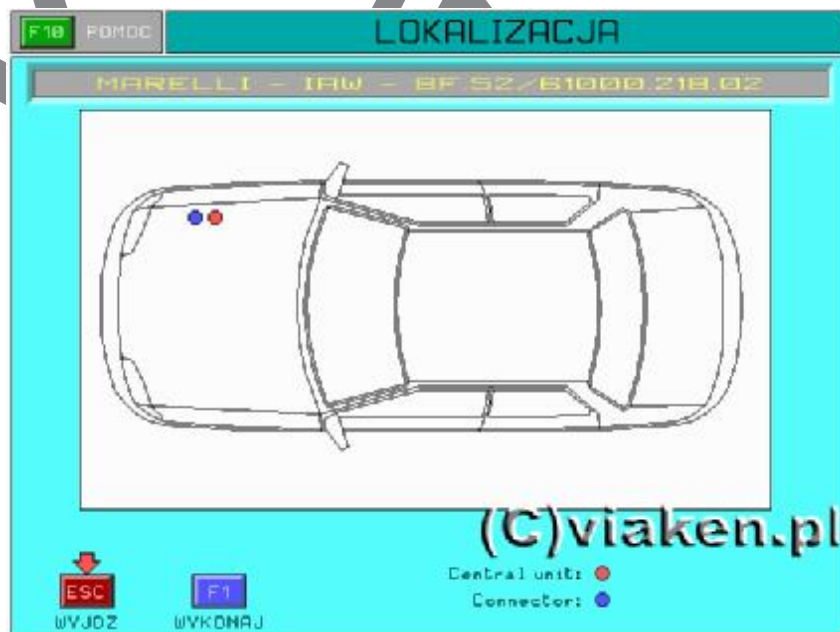 F10 POMOC LOKALIZACJA
MARELLI - IAW - 8F.S2/61000.218.02
(C)viaken.pl
Central unit:
Connector:
ESC F1
WYJDZ WYKONAJ